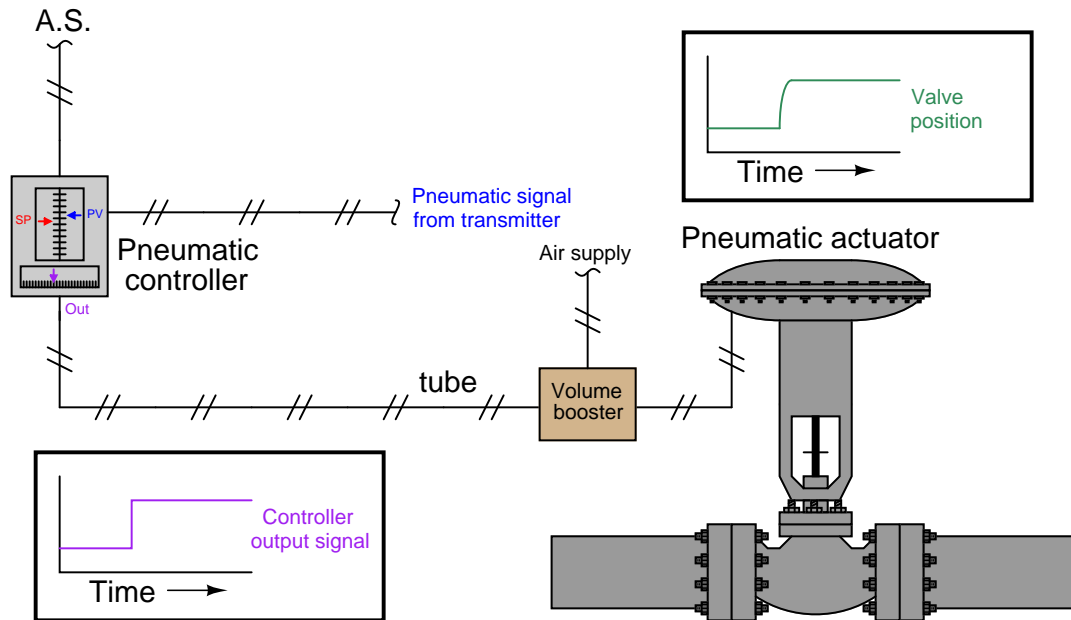 A.S.
Valve
position
Time
SP
PV
Pneumatic signal
from transmitter
Pneumatic
controller
Out
Air supply
Pneumatic actuator
tube
Volume
booster
Controller
output signal
Time